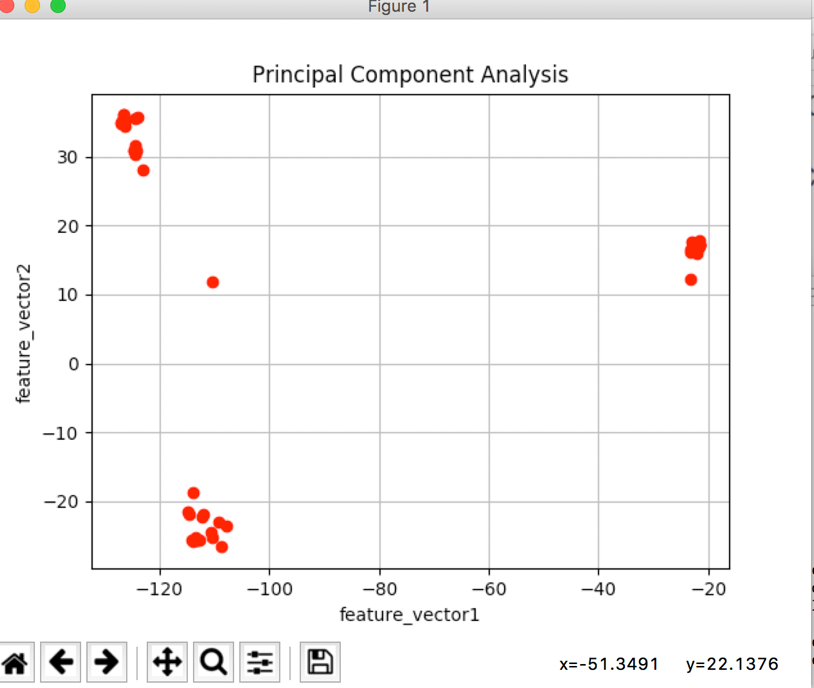 Figure 1
Principal Component Analysis
30
20
10
0
−10
−20
feature_vector2
−120 −100 −80 −60 −40 −20
feature_vector1
x=-51.3491 y=22.1376